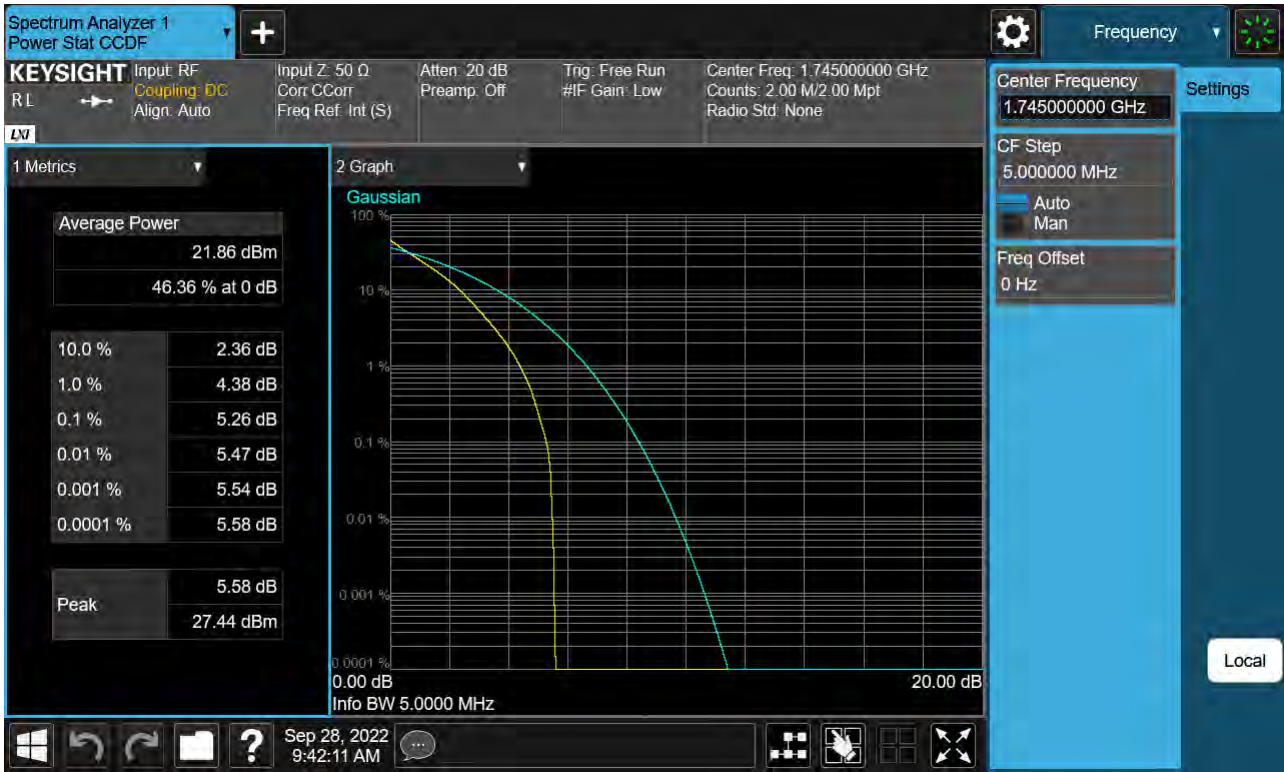 Spectrum Analyzer 1
Power Stat CCDF
Frequency
KEYSIGHT
R L
LXI
Input: RF
Coupling: DC
Align: Auto
Input Z: 50 Ω
Corr CCorr
Freq Ref: Int (S)
Atten: 20 dB
Preamp: Off
Trig: Free Run
#IF Gain: Low
Center Freq: 1.745000000 GHz
Counts: 2.00 M/2.00 Mpt
Radio Std: None
Center Frequency
1.745000000 GHz
Settings
CF Step
5.000000 MHz
Auto
Man
Freq Offset
0 Hz
Local
1 Metrics
Average Power
21.86 dBm
46.36 % at 0 dB
10.0 % 2.36 dB
1.0 % 4.38 dB
0.1 % 5.26 dB
0.01 % 5.47 dB
0.001 % 5.54 dB
0.0001 % 5.58 dB
Peak
5.58 dB
27.44 dBm
2 Graph
Gaussian
100 %
10 %
1 %
0.1 %
0.01 %
0.001 %
0.0001 %
0.00 dB 20.00 dB
Info BW 5.0000 MHz
?
Sep 28, 2022
9:42:11 AM